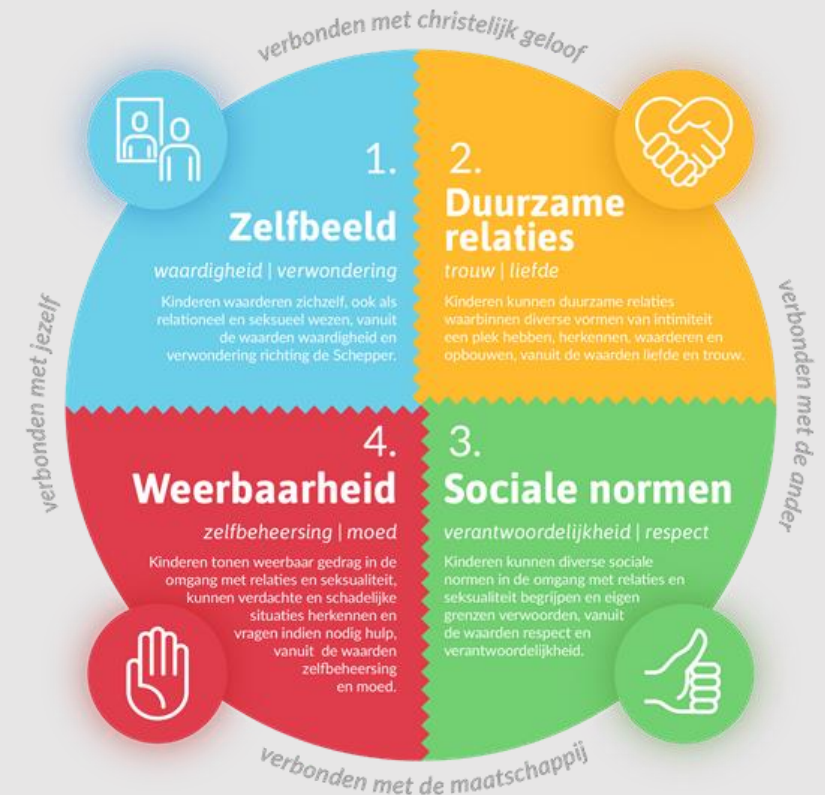 verbonden met christelijk geloof
1.
Zelfbeeld
waardigheid | verwondering
Kinderen waarderen zichzelf, ook als
relationeel en seksueel wezen, vanuit
de waarden waardigheid en
verwondering richting de Schepper.
2.
Duurzame
relaties
trouw | liefde
Kinderen kunnen duurzame relaties
waarbinnen diverse vormen van intimiteit
een plek hebben, herkennen, waarderen en
opbouwen, vanuit de waarden liefde en trouw.
verbonden met jezelf
verbonden met de ander
4.
Weerbaarheid
zelfbeheersing | moed
Kinderen tonen weerbaar gedrag in de
omgang met relaties en seksualiteit,
kunnen verdachte en schadelijke
situaties herkennen en
vragen indien nodig hulp,
vanuit de waarden
zelfbeheersing
en moed.
3.
Sociale normen
verantwoordelijkheid | respect
Kinderen kunnen diverse sociale
normen in de omgang met relaties en
seksualiteit begrijpen en eigen
grenzen verwoorden, vanuit
de waarden respect en
verantwoordelijkheid.
verbonden met de maatschappij